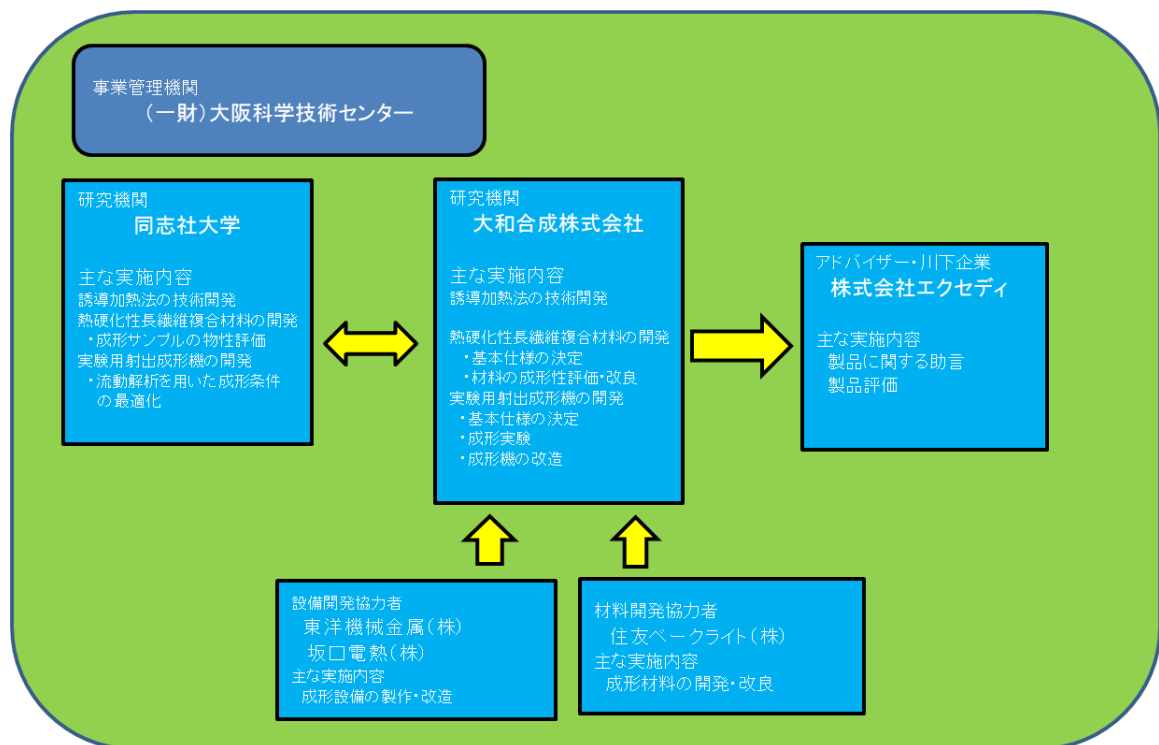 事業管理機関
(一財)大阪科学技術センター
研究機関
同志社大学
主な実施内容
誘導加熱法の技術開発
熱硬化性長繊維複合材料の開発
・成形サンプルの物性評価
実験用射出成形機の開発
・流動解析を用いた成形条件
の最適化
研究機関
大和合成株式会社
主な実施内容
誘導加熱法の技術開発
熱硬化性長繊維複合材料の開発
・基本仕様の決定
・材料の成形性評価・改良
実験用射出成形機の開発
・基本仕様の決定
・成形実験
・成形機の改造
アドバイザー・川下企業
株式会社エクセディ
主な実施内容
製品に関する助言
製品評価
設備開発協力者
東洋機械金属(株)
坂口電熱(株)
主な実施内容
成形設備の製作・改造
材料開発協力者
住友ベークライト(株)
主な実施内容
成形材料の開発・改良